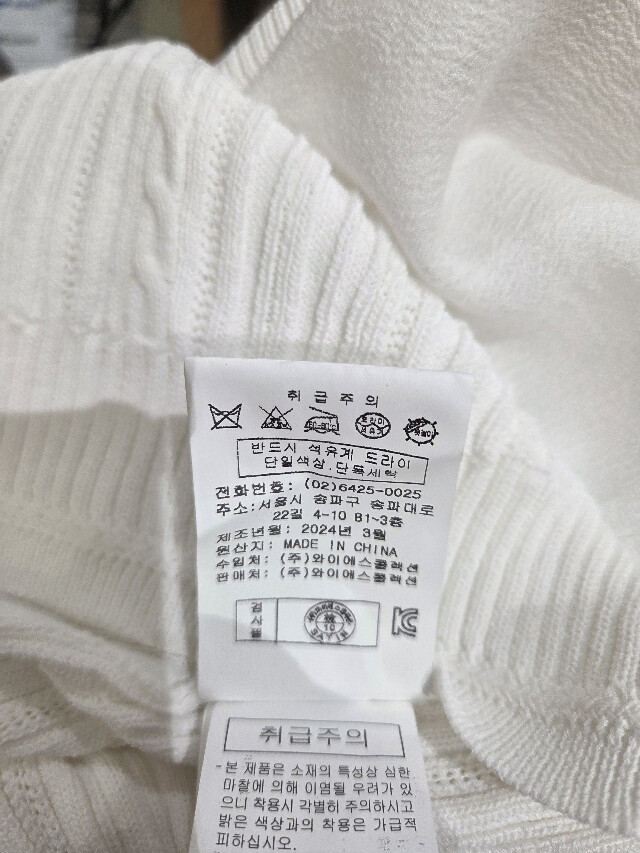 취급주의
드라이
석유계
반드시 석유계 드라이
단일색상.단독세탁
전화번호: (02)6425-0025
주소:서울시 송파구 송파대로
22길 4-10 B1~3층
제조년월: 2024년 3월
원산지: MADE IN CHINA
수입처: (주)와이에스콜렉션
판매처: (주)와이에스콜렉션
검사필
10
취급주의
-본 제품은 소재의 특성상 심한
마찰에 의해 이염될 우려가 있
으니 착용시 각별히 주의하시고
밝은 색상과의 착용은 가급적
피하십시오.